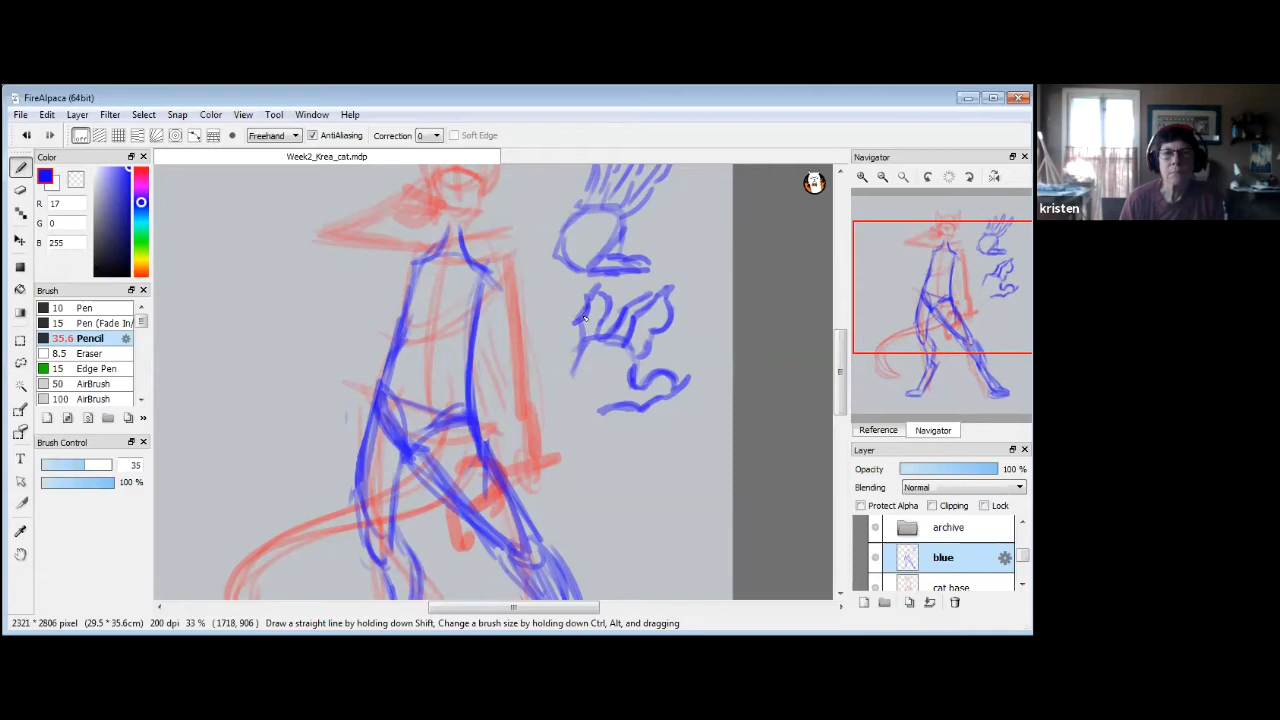 FireAlpaca (64bit)
File Edit Layer Filter Select Snap Color View Tool Window Help
off Freehand AntiAliasing Correction 0 Soft Edge
Color Week2_Krea_cat.mdp Navigator
R 17
G 0
B 255
kristen
Brush
10 Pen
15 Pen (Fade In/
35.6 Pencil
8.5 Eraser
15 Edge Pen
50 AirBrush
100 AirBrush
Reference Navigator
Brush Control
35
100 %
Layer
Opacity 100 %
Blending Normal
Protect Alpha Clipping Lock
archive
blue
cat base
2321 * 2806 pixel (29.5 * 35.6cm) 200 dpi 33 % (1718, 906) Draw a straight line by holding down Shift, Change a brush size by holding down Ctrl, Alt, and dragging